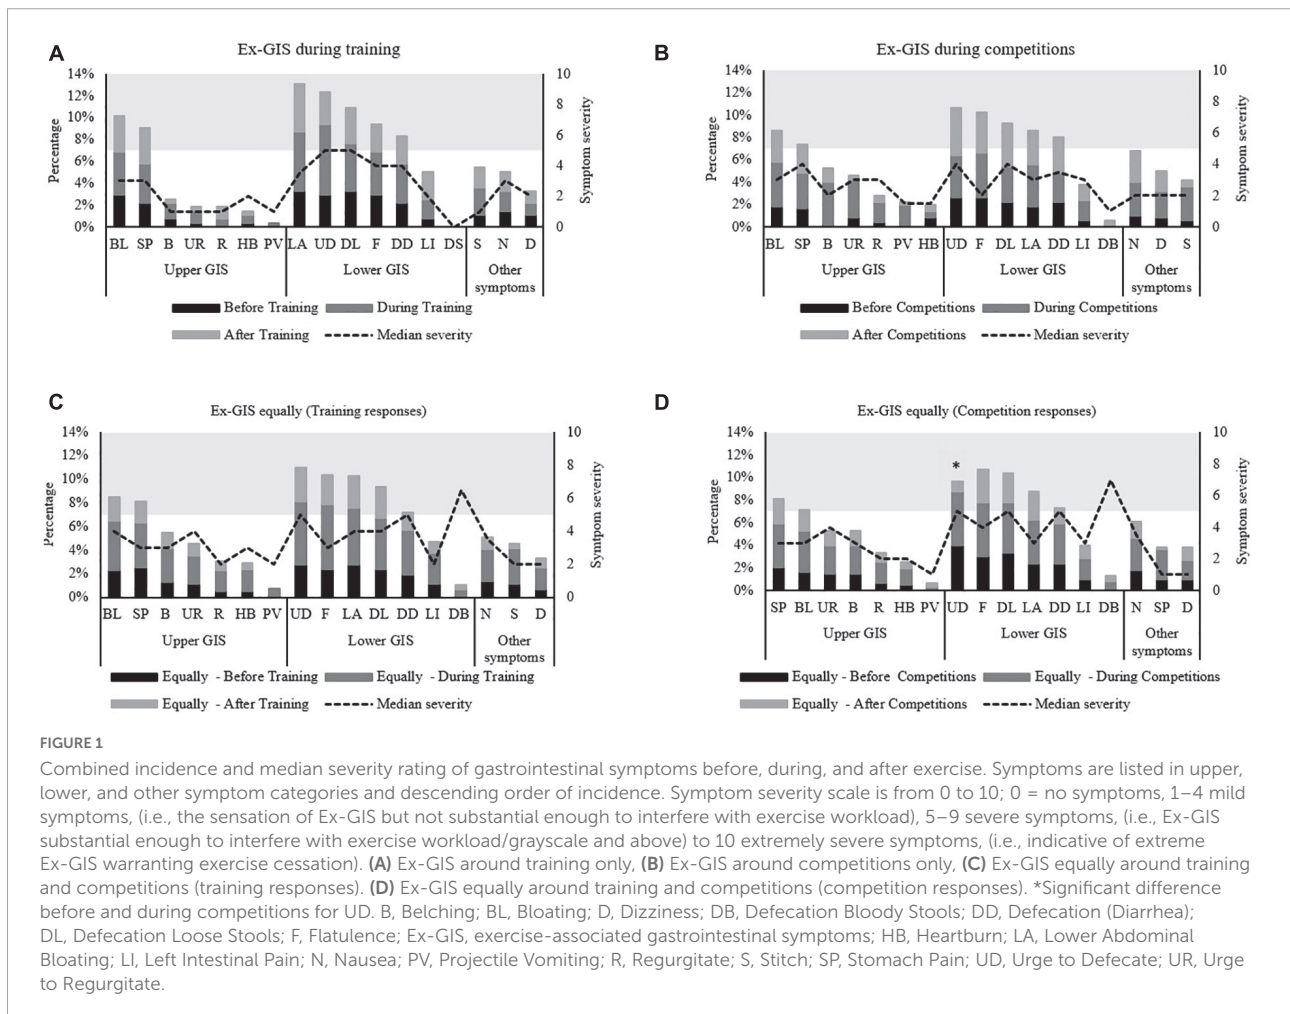 A
Ex-GIS during training
14%
12%
10%
8%
6%
4%
2%
0%
Percentage
10
8
6
4
2
0
Symptom severity
BL SP B UR R HB PV LA UD DL F DD LI DS S N D
Upper GIS Lower GIS Other
symptoms
Before Training During Training
After Training Median severity
B
Ex-GIS during competitions
14%
12%
10%
8%
6%
4%
2%
0%
Percentage
10
8
6
4
2
0
Symtpom severity
BL SP B UR R PV HB UD F DL LA DD LI DB N D S
Upper GIS Lower GIS Other
symptoms
Before Competitions During Competitions
After Competitions Median severity
C
Ex-GIS equally (Training responses)
14%
12%
10%
8%
6%
4%
2%
0%
Percentage
10
8
6
4
2
0
Symtpom severity
BL SP B UR R HB PV UD F LA DL DD LI DB N S D
Upper GIS Lower GIS Other
symptoms
Equally - Before Training Equally - During Training
Equally - After Training Median severity
D
Ex-GIS equally (Competition responses)
14%
12%
10%
8%
6%
4%
2%
0%
Percentage
10
8
6
4
2
0
Symptom severity
*
SP BL UR B R HB PV UD F DL LA DD LI DB N SP D
Upper GIS Lower GIS Other
symptoms
Equally - Before Competitions Equally - During Competitions
Equally - After Competitions Median severity
FIGURE 1
Combined incidence and median severity rating of gastrointestinal symptoms before, during, and after exercise. Symptoms are listed in upper,
lower, and other symptom categories and descending order of incidence. Symptom severity scale is from 0 to 10; 0 = no symptoms, 1–4 mild
symptoms, (i.e., the sensation of Ex-GIS but not substantial enough to interfere with exercise workload), 5–9 severe symptoms, (i.e., Ex-GIS
substantial enough to interfere with exercise workload/grayscale and above) to 10 extremely severe symptoms, (i.e., indicative of extreme
Ex-GIS warranting exercise cessation). (A) Ex-GIS around training only, (B) Ex-GIS around competitions only, (C) Ex-GIS equally around training
and competitions (training responses). (D) Ex-GIS equally around training and competitions (competition responses). *Significant difference
before and during competitions for UD. B, Belching; BL, Bloating; D, Dizziness; DB, Defecation Bloody Stools; DD, Defecation (Diarrhea);
DL, Defecation Loose Stools; F, Flatulence; Ex-GIS, exercise-associated gastrointestinal symptoms; HB, Heartburn; LA, Lower Abdominal
Bloating; LI, Left Intestinal Pain; N, Nausea; PV, Projectile Vomiting; R, Regurgitate; S, Stitch; SP, Stomach Pain; UD, Urge to Defecate; UR, Urge
to Regurgitate.